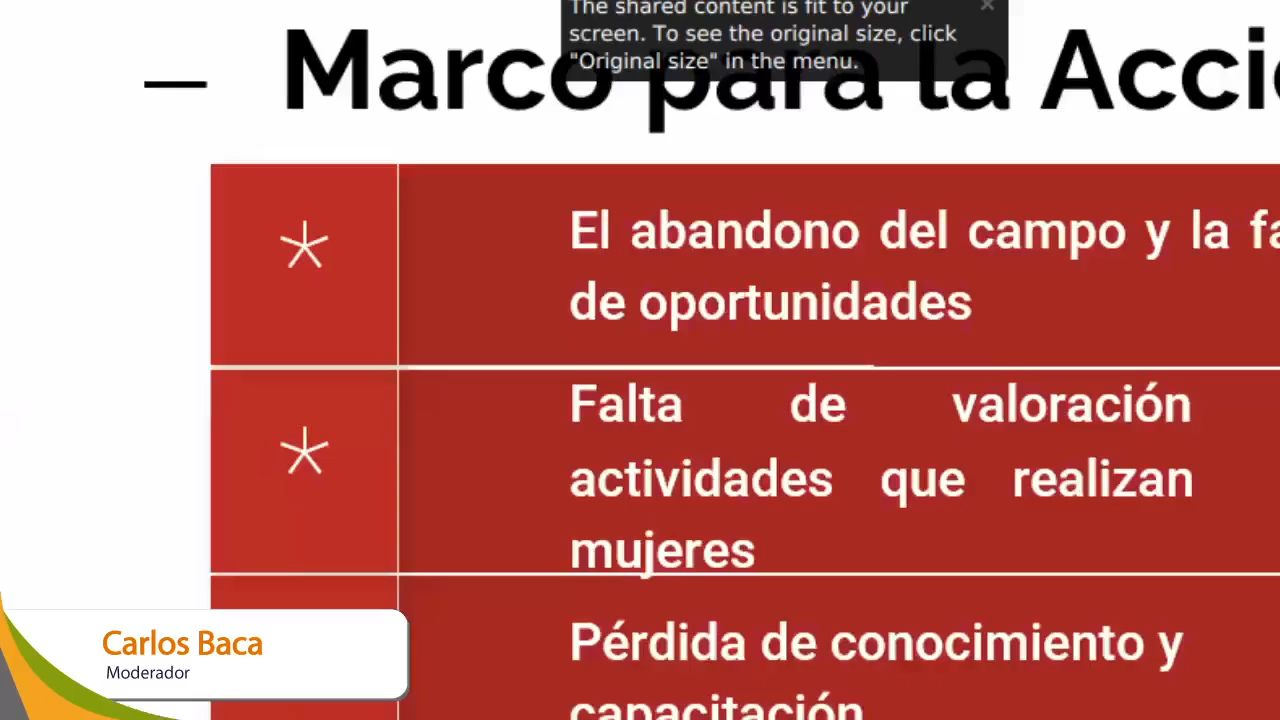 The shared content is fit to your
screen. To see the original size, click
"Original size" in the menu.
— Marco para la Acci
El abandono del campo y la fa
de oportunidades
Falta de valoración
actividades que realizan
mujeres
Pérdida de conocimiento y
capacitación
Carlos Baca
Moderador